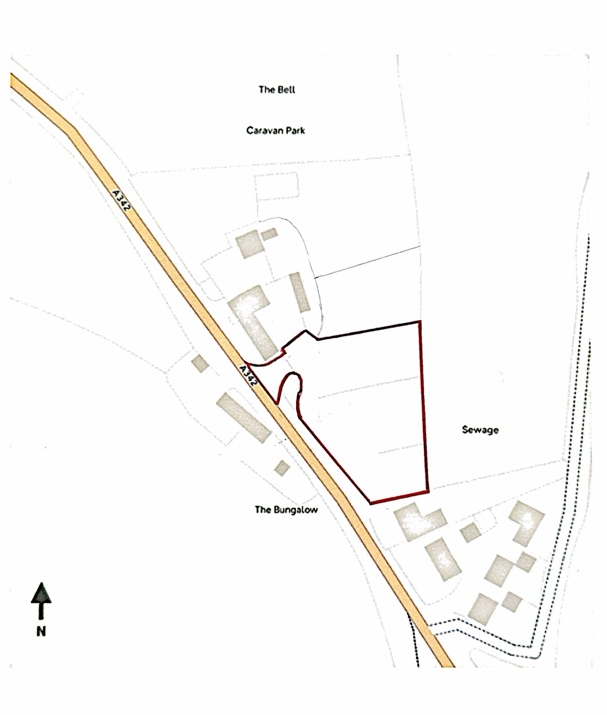 The Bell
Caravan Park
A342
A342
Sewage
The Bungalow
N